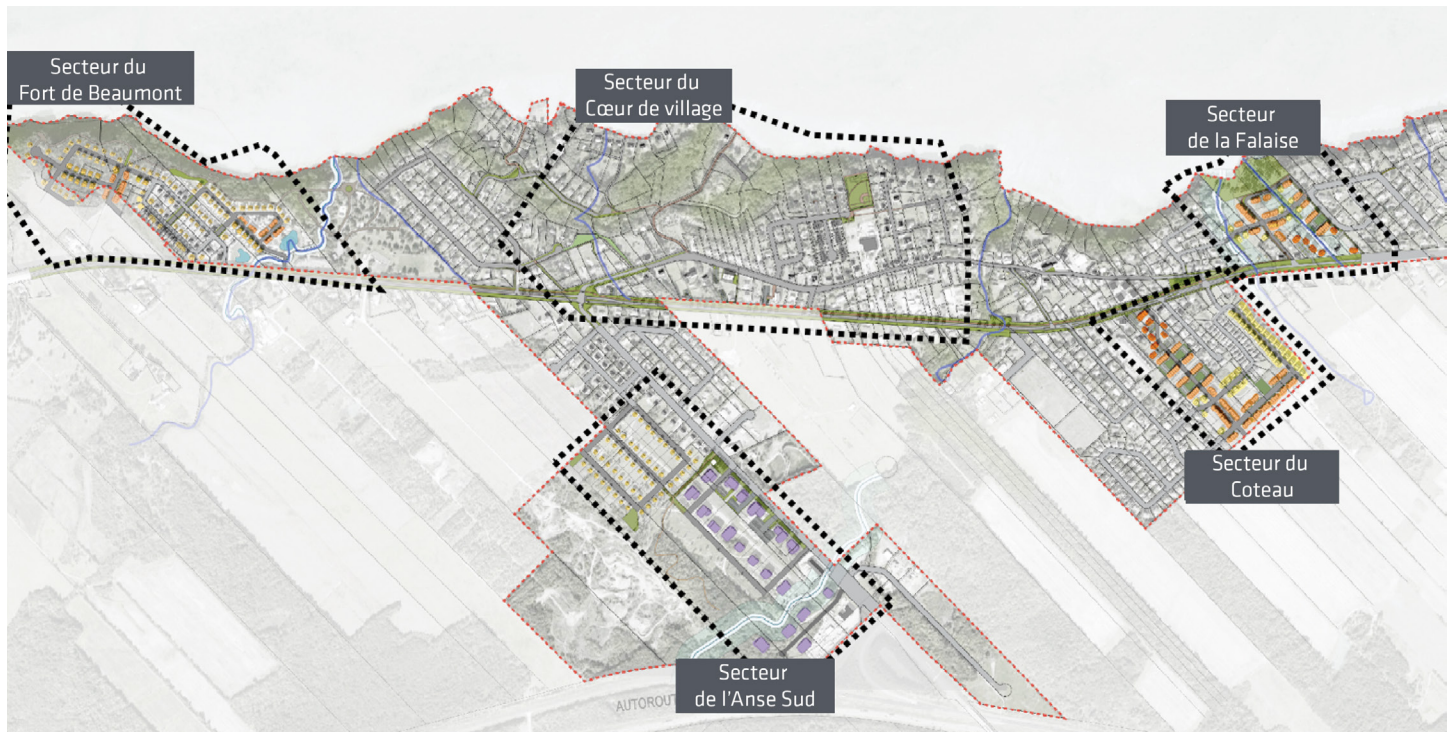 Secteur du
Fort de Beaumont
Secteur du
Cœur de village
Secteur
de la Falaise
Secteur du
Coteau
Secteur
de l'Anse Sud